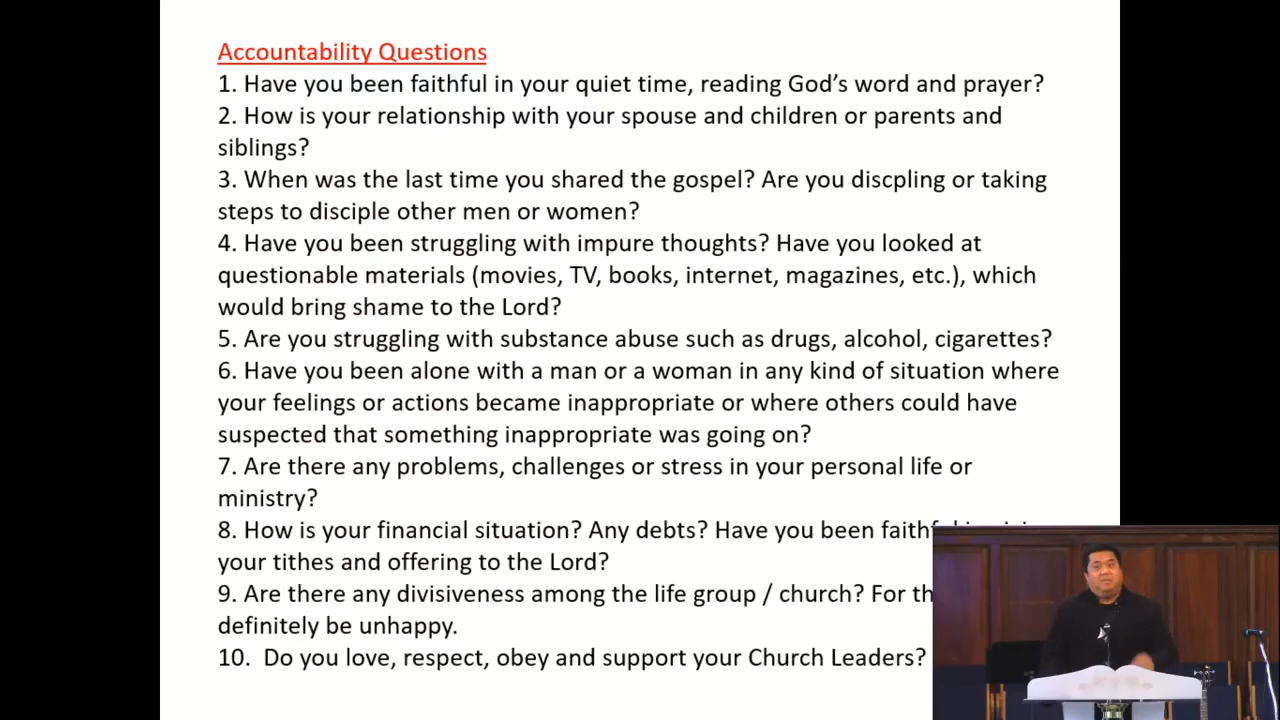 Accountability Questions
1. Have you been faithful in your quiet time, reading God's word and prayer?
2. How is your relationship with your spouse and children or parents and
siblings?
3. When was the last time you shared the gospel? Are you discpling or taking
steps to disciple other men or women?
4. Have you been struggling with impure thoughts? Have you looked at
questionable materials (movies, TV, books, internet, magazines, etc.), which
would bring shame to the Lord?
5. Are you struggling with substance abuse such as drugs, alcohol, cigarettes?
6. Have you been alone with a man or a woman in any kind of situation where
your feelings or actions became inappropriate or where others could have
suspected that something inappropriate was going on?
7. Are there any problems, challenges or stress in your personal life or
ministry?
8. How is your financial situation? Any debts? Have you been
your tithes and offering to the Lord?
9. Are there any divisiveness among the life group / church? For
definitely be unhappy.
10.  Do you love, respect, obey and support your Church Leaders?